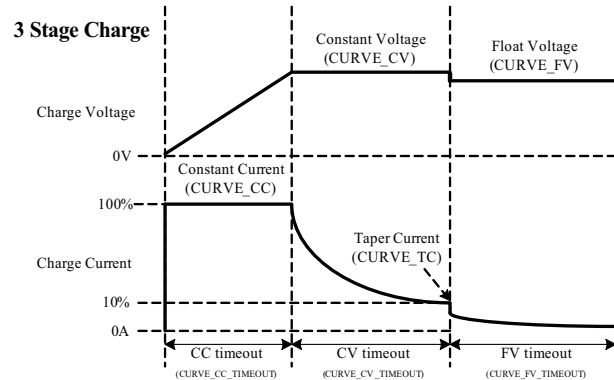 3 Stage Charge
Constant Voltage
(CURVE_CV)
Float Voltage
(CURVE_FV)
Charge Voltage
0V
Constant Current
(CURVE_CC)
100%
Taper Current
(CURVE_TC)
Charge Current
10%
0A
CC timeout
(CURVE_CC_TIMEOUT)
CV timeout
(CURVE_CV_TIMEOUT)
FV timeout
(CURVE_FV_TIMEOUT)